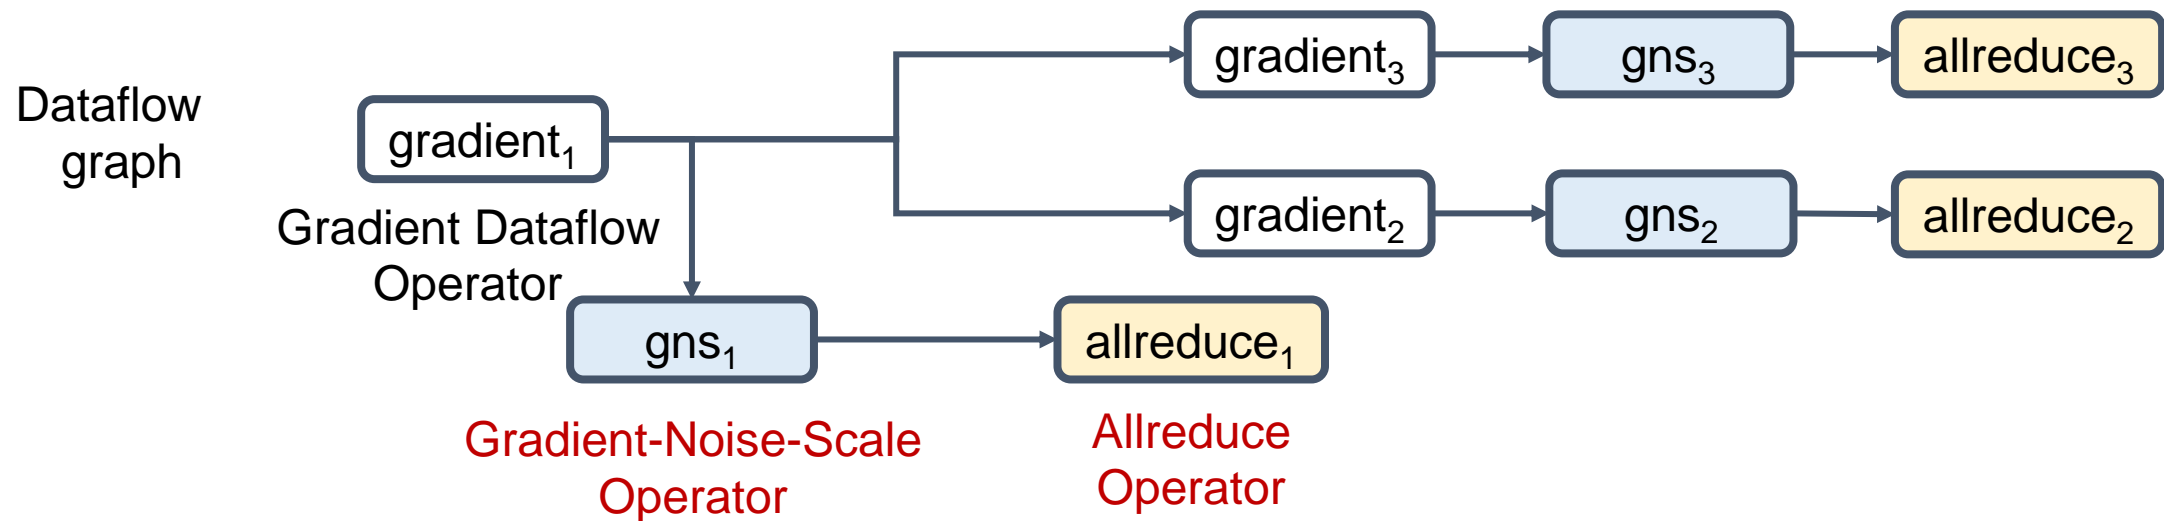 Dataflow
graph
gradient₁
Gradient Dataflow
Operator
gradient₃
gns₃
allreduce₃
gradient₂
gns₂
allreduce₂
gns₁
allreduce₁
Gradient-Noise-Scale
Operator
Allreduce
Operator